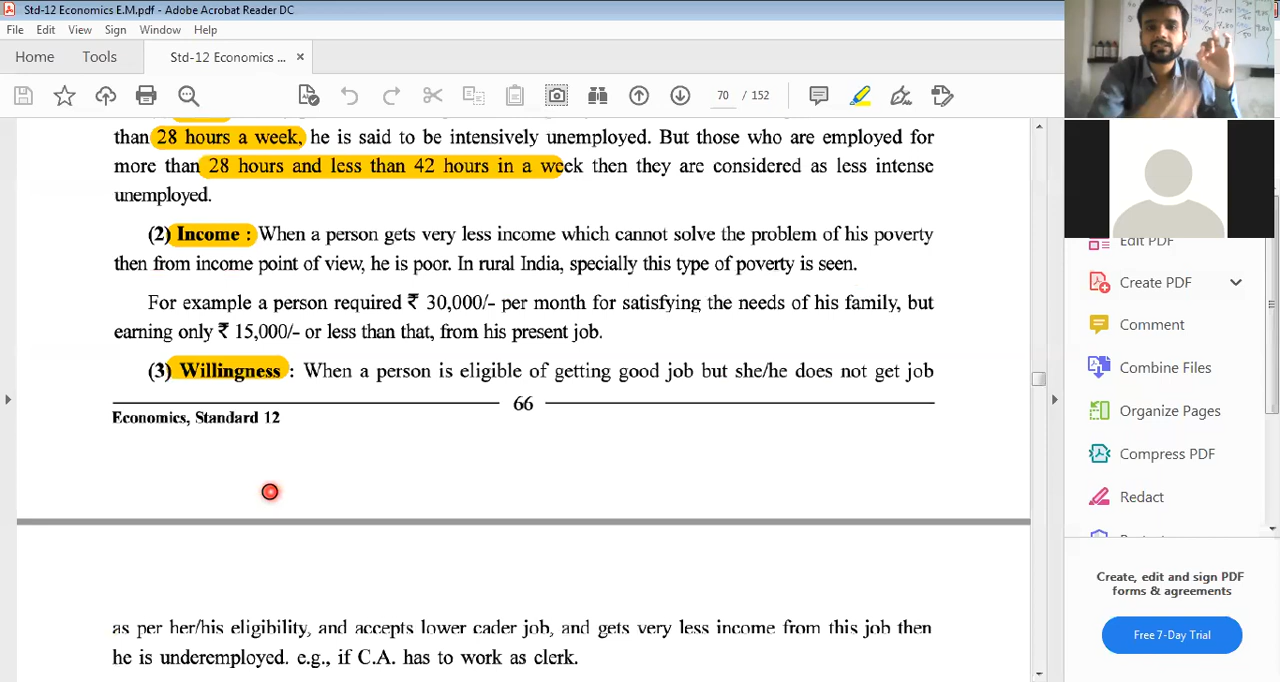 Std-12 Economics E.M.pdf - Adobe Acrobat Reader DC
File Edit View Sign Window Help
Home Tools Std-12 Economics ... ×
70 / 152
than 28 hours a week, he is said to be intensively unemployed. But those who are employed for
more than 28 hours and less than 42 hours in a week then they are considered as less intense
unemployed.
(2) Income : When a person gets very less income which cannot solve the problem of his poverty
then from income point of view, he is poor. In rural India, specially this type of poverty is seen.
For example a person required ₹ 30,000/- per month for satisfying the needs of his family, but
earning only ₹ 15,000/- or less than that, from his present job.
(3) Willingness : When a person is eligible of getting good job but she/he does not get job
66
Economics, Standard 12
as per her/his eligibility, and accepts lower cader job, and gets very less income from this job then
he is underemployed. e.g., if C.A. has to work as clerk.
Edit PDF
Create PDF
Comment
Combine Files
Organize Pages
Compress PDF
Redact
Create, edit and sign PDF
forms & agreements
Free 7-Day Trial